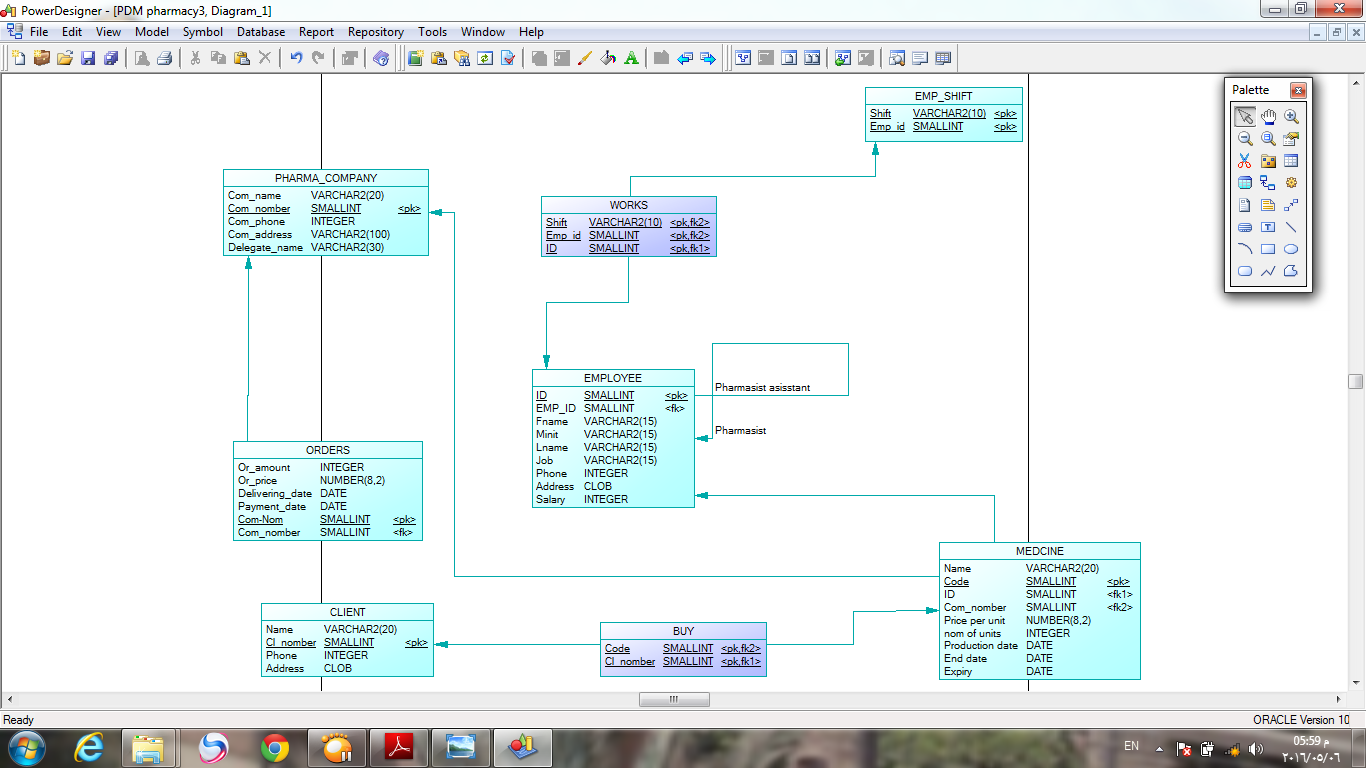 PowerDesigner - [PDM pharmacy3, Diagram_1]
File Edit View Model Symbol Database Report Repository Tools Window Help
Palette
EMP_SHIFT
Shift VARCHAR2(10) <pk>
Emp_id SMALLINT <pk>
PHARMA_COMPANY
Com_name VARCHAR2(20)
Com_nomber SMALLINT <pk>
Com_phone INTEGER
Com_address VARCHAR2(100)
Delegate_name VARCHAR2(30)
WORKS
Shift VARCHAR2(10) <pk,fk2>
Emp_id SMALLINT <pk,fk2>
ID SMALLINT <pk,fk1>
EMPLOYEE
ID SMALLINT <pk>
EMP_ID SMALLINT <fk>
Fname VARCHAR2(15)
Minit VARCHAR2(15)
Lname VARCHAR2(15)
Job VARCHAR2(15)
Phone INTEGER
Address CLOB
Salary INTEGER
Pharmasist asisstant
Pharmasist
ORDERS
Or_amount INTEGER
Or_price NUMBER(8,2)
Delivering_date DATE
Payment_date DATE
Com-Nom SMALLINT <pk>
Com_nomber SMALLINT <fk>
MEDCINE
Name VARCHAR2(20)
Code SMALLINT <pk>
ID SMALLINT <fk1>
Com_nomber SMALLINT <fk2>
Price per unit NUMBER(8,2)
nom of units INTEGER
Production date DATE
End date DATE
Expiry DATE
CLIENT
Name VARCHAR2(20)
Cl_nomber SMALLINT <pk>
Phone INTEGER
Address CLOB
BUY
Code SMALLINT <pk,fk2>
Cl_nomber SMALLINT <pk,fk1>
Ready
ORACLE Version 10
EN
05:59 م
٢٠١٦/٠٥/٠٦